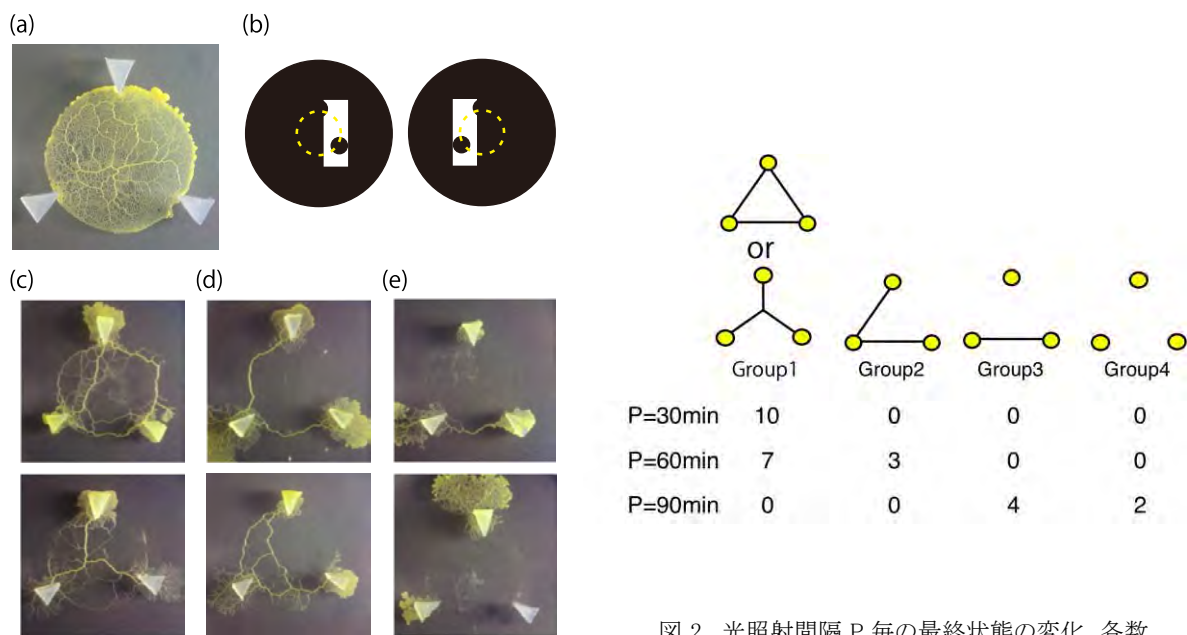 (a)
(b)
(c)
(d)
(e)
or
Group1 Group2 Group3 Group4
P=30min 10 0 0 0
P=60min 7 3 0 0
P=90min 0 0 4 2
図 2 光照射間隔 P 毎の最終状態の変化. 各数